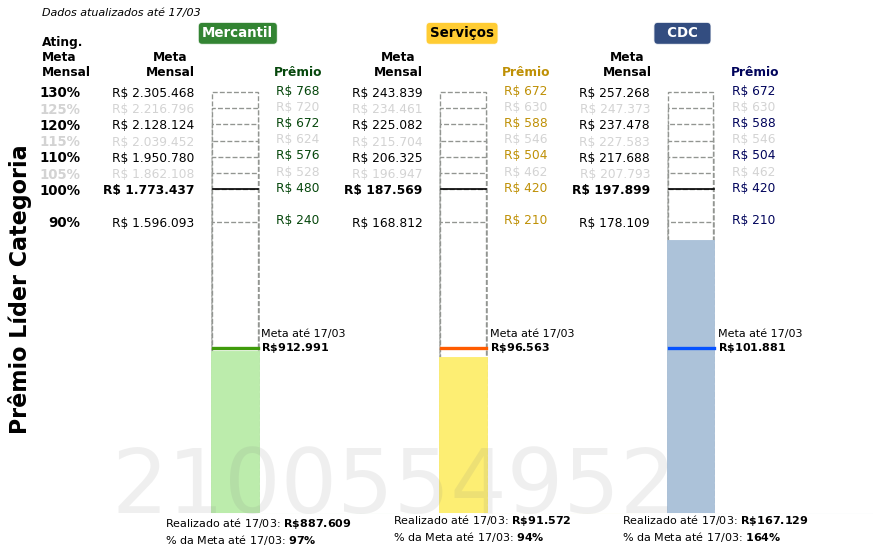 Dados atualizados até 17/03
Mercantil Serviços CDC
Ating.
Meta Meta Meta Meta
Mensal Mensal Prêmio Mensal Prêmio Mensal Prêmio
130% R$ 2.305.468 R$ 768 R$ 243.839 R$ 672 R$ 257.268 R$ 672
125% R$ 2.216.796 R$ 720 R$ 234.461 R$ 630 R$ 247.373 R$ 630
120% R$ 2.128.124 R$ 672 R$ 225.082 R$ 588 R$ 237.478 R$ 588
115% R$ 2.039.452 R$ 624 R$ 215.704 R$ 546 R$ 227.583 R$ 546
110% R$ 1.950.780 R$ 576 R$ 206.325 R$ 504 R$ 217.688 R$ 504
105% R$ 1.862.108 R$ 528 R$ 196.947 R$ 462 R$ 207.793 R$ 462
100% R$ 1.773.437 R$ 480 R$ 187.569 R$ 420 R$ 197.899 R$ 420
90% R$ 1.596.093 R$ 240 R$ 168.812 R$ 210 R$ 178.109 R$ 210
Prêmio Líder Categoria
Meta até 17/03 Meta até 17/03 Meta até 17/03
R$912.991 R$96.563 R$101.881
2100554952
Realizado até 17/03: R$887.609 Realizado até 17/03: R$91.572 Realizado até 17/03: R$167.129
% da Meta até 17/03: 97% % da Meta até 17/03: 94% % da Meta até 17/03: 164%